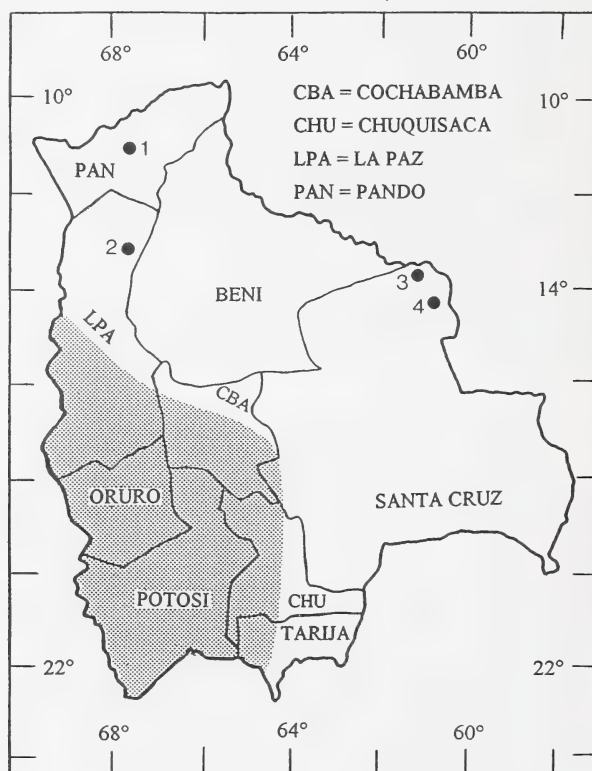 68° 64° 60°
10° 10°
CBA = COCHABAMBA
CHU = CHUQUISACA
LPA = LA PAZ
PAN = PANDO
1
PAN
2
3
BENI
14°
4
LPA
CBA
ORURO
SANTA CRUZ
POTOSI
CHU
TARIJA
22° 22°
68° 64° 60°